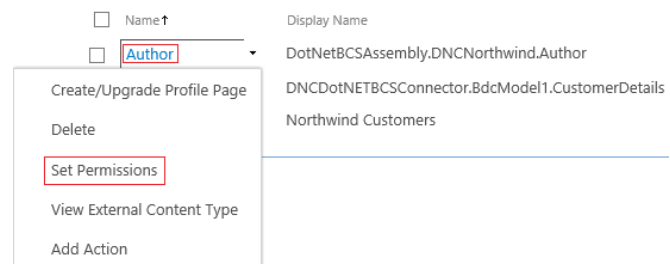 Name↑ Display Name
Author DotNetBCSAssembly.DNCNorthwind.Author
Create/Upgrade Profile Page DNCDotNETBCSConnector.BdcModel1.CustomerDetails
Northwind Customers
Delete
Set Permissions
View External Content Type
Add Action